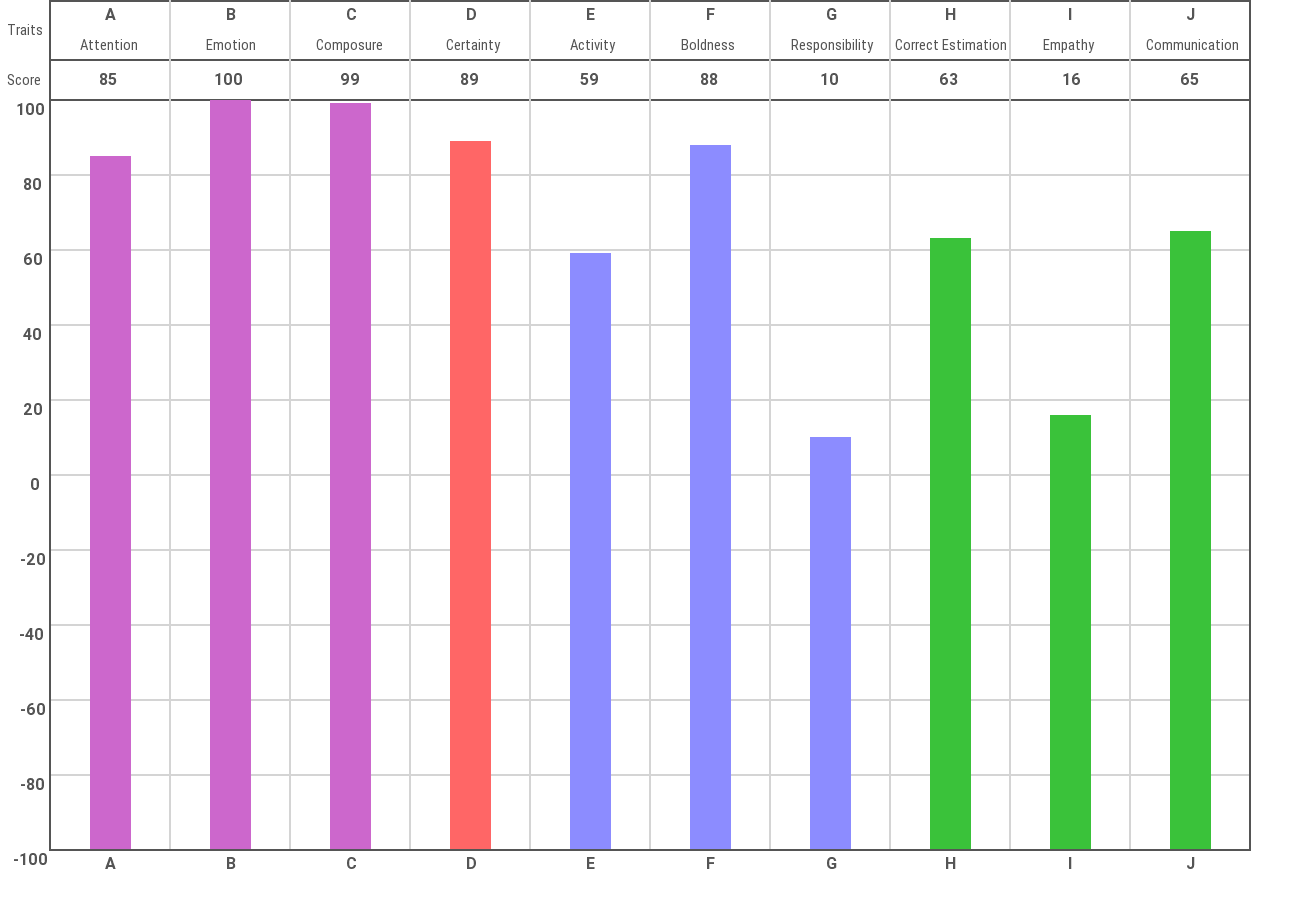 A B C D E F G H I J
Traits
Attention Emotion Composure Certainty Activity Boldness Responsibility Correct Estimation Empathy Communication
Score 85 100 99 89 59 88 10 63 16 65
100
80
60
40
20
0
-20
-40
-60
-80
-100
A B C D E F G H I J